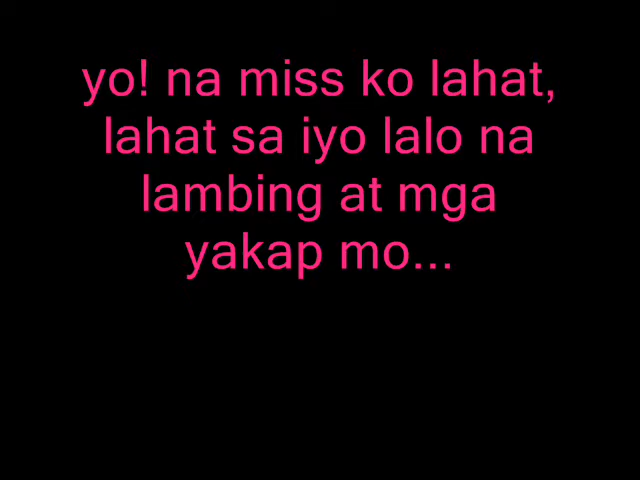 yo! na miss ko lahat,
lahat sa iyo lalo na
lambing at mga
yakap mo...